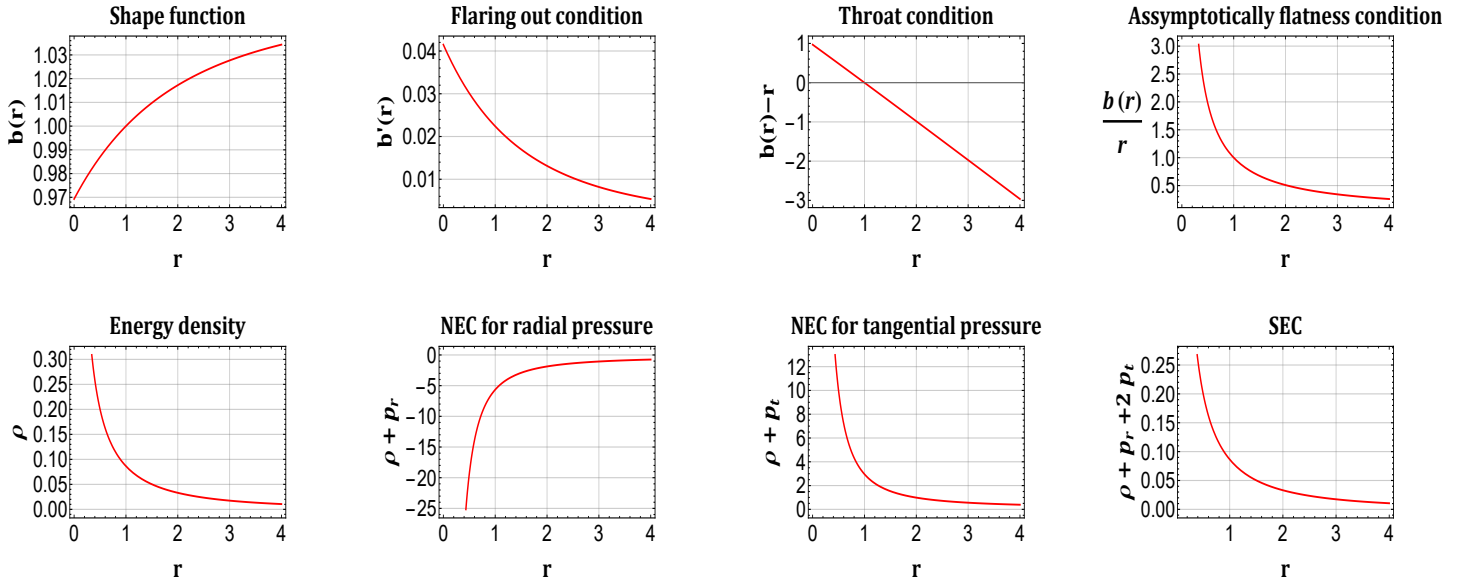 Shape function
b(r)
1.03
1.02
1.01
1.00
0.99
0.98
0.97
0 1 2 3 4
r
Flaring out condition
b'(r)
0.04
0.03
0.02
0.01
0 1 2 3 4
r
Throat condition
b(r)−r
1
0
−1
−2
−3
0 1 2 3 4
r
Assymptotically flatness condition
b(r)
r
3.0
2.5
2.0
1.5
1.0
0.5
0 1 2 3 4
r
Energy density
ρ
0.30
0.25
0.20
0.15
0.10
0.05
0.00
0 1 2 3 4
r
NEC for radial pressure
ρ + pᵣ
0
−5
−10
−15
−20
−25
0 1 2 3 4
r
NEC for tangential pressure
ρ + pₜ
12
10
8
6
4
2
0
0 1 2 3 4
r
SEC
ρ + pᵣ +2 pₜ
0.25
0.20
0.15
0.10
0.05
0.00
1 2 3 4
r